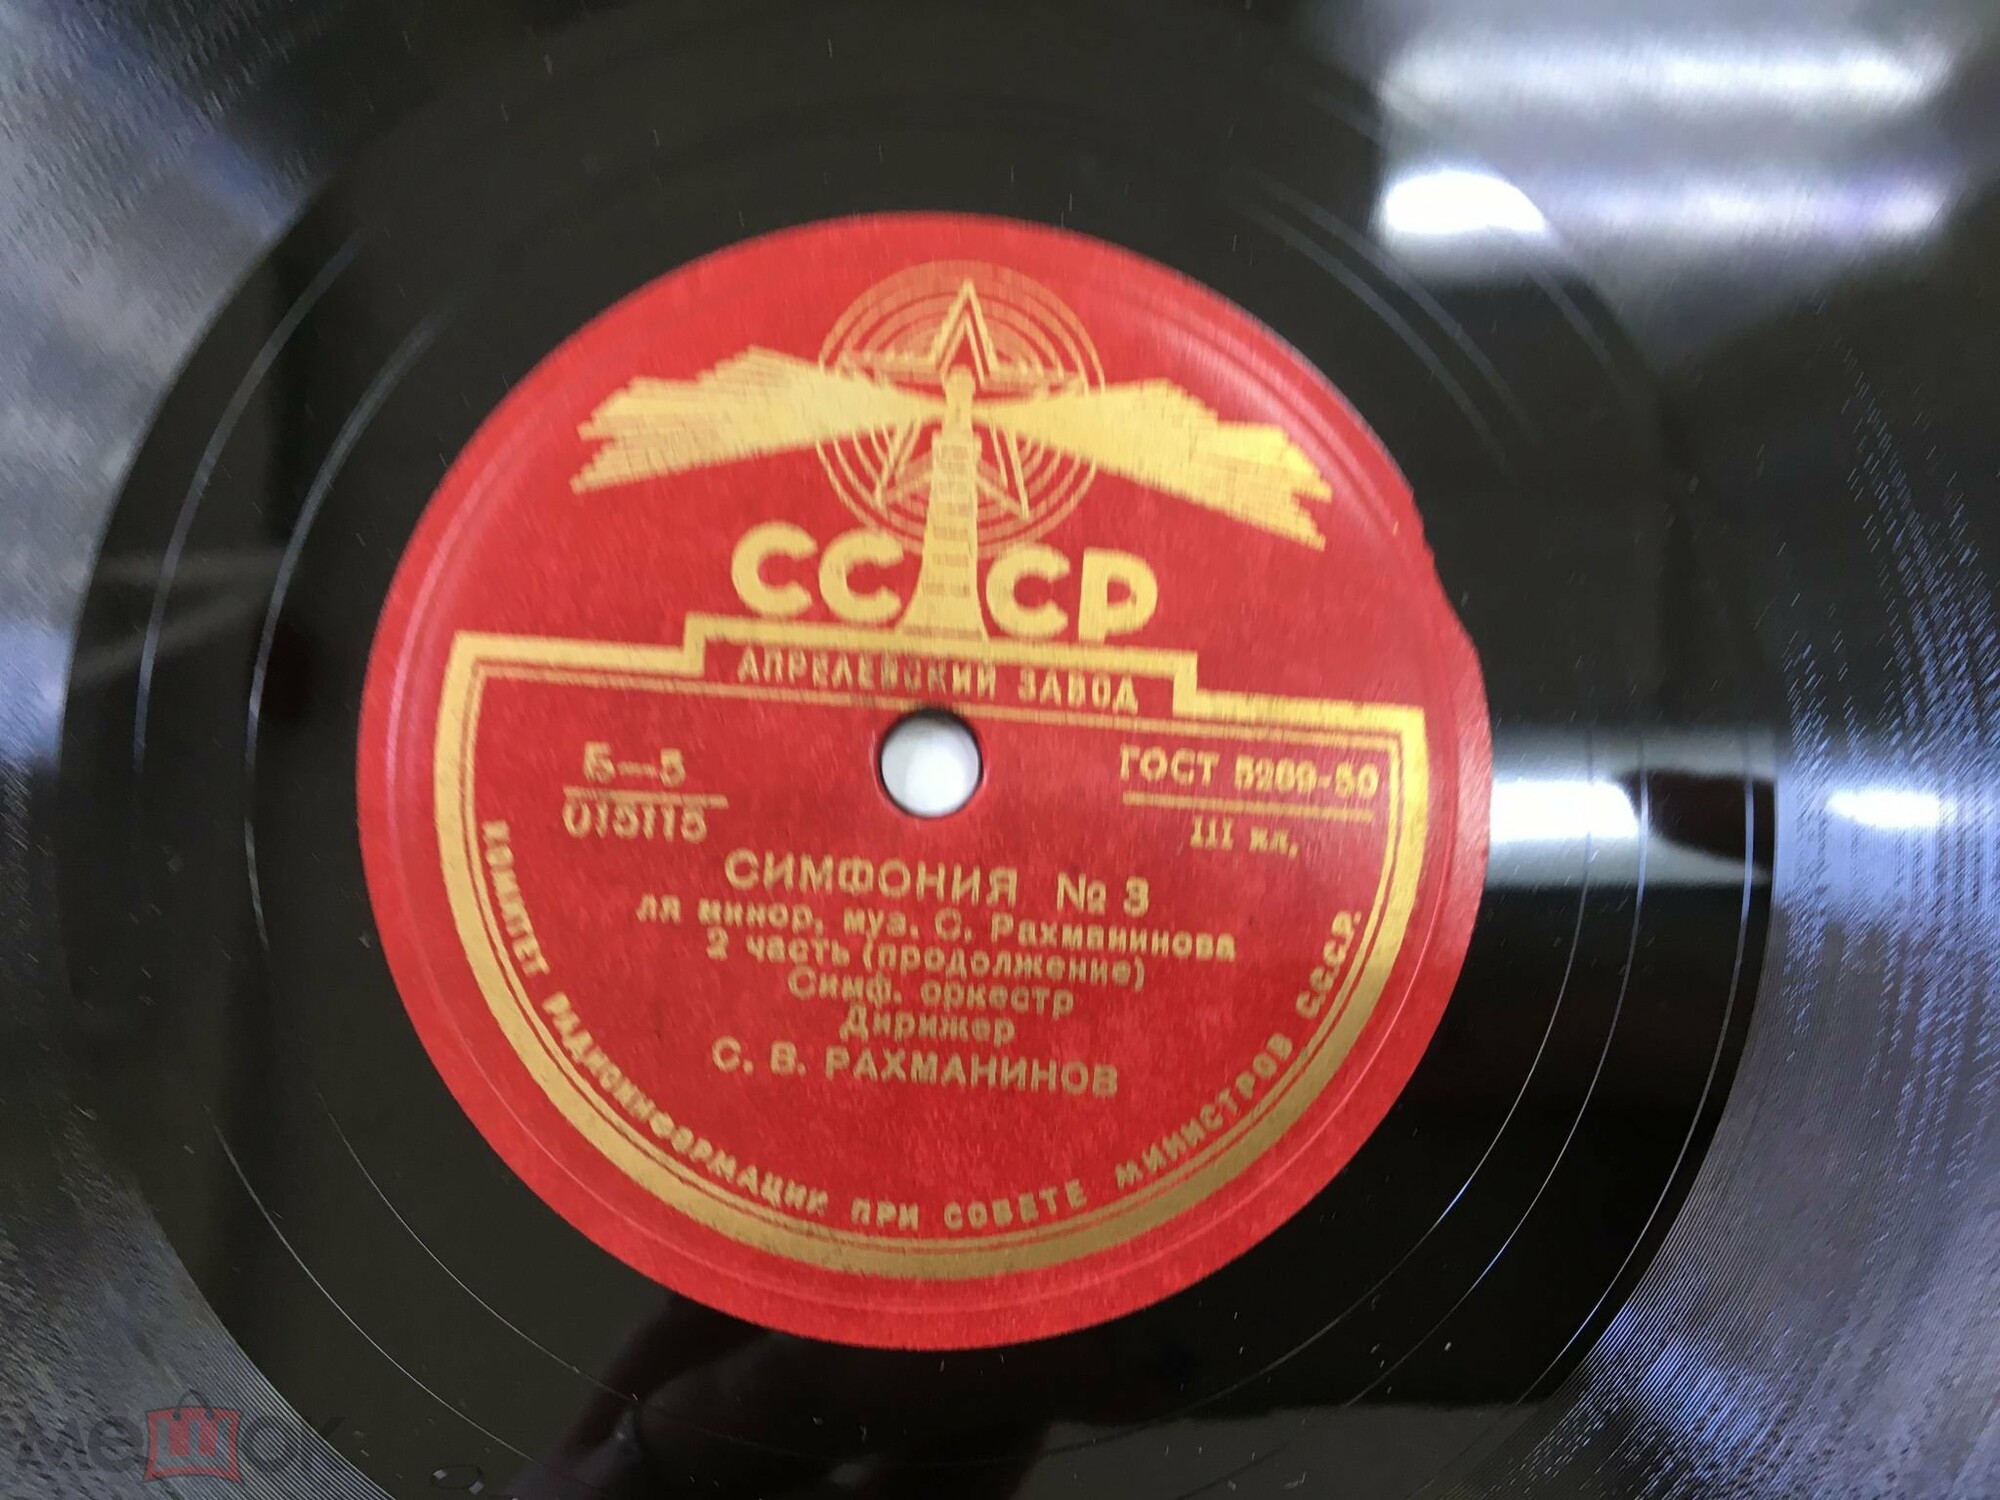 СССР
АПРЕЛЕВСКИЙ ЗАВОД
Б—5
015115
ГОСТ 5289-50
III кл.
СИМФОНИЯ № 3
ля минор, муз. С. Рахманинова
2 часть (продолжение)
Симф. оркестр
Дирижер
С. В. РАХМАНИНОВ
КОМИТЕТ РАДИОИНФОРМАЦИИ ПРИ СОВЕТЕ МИНИСТРОВ С.С.С.Р.
мешок